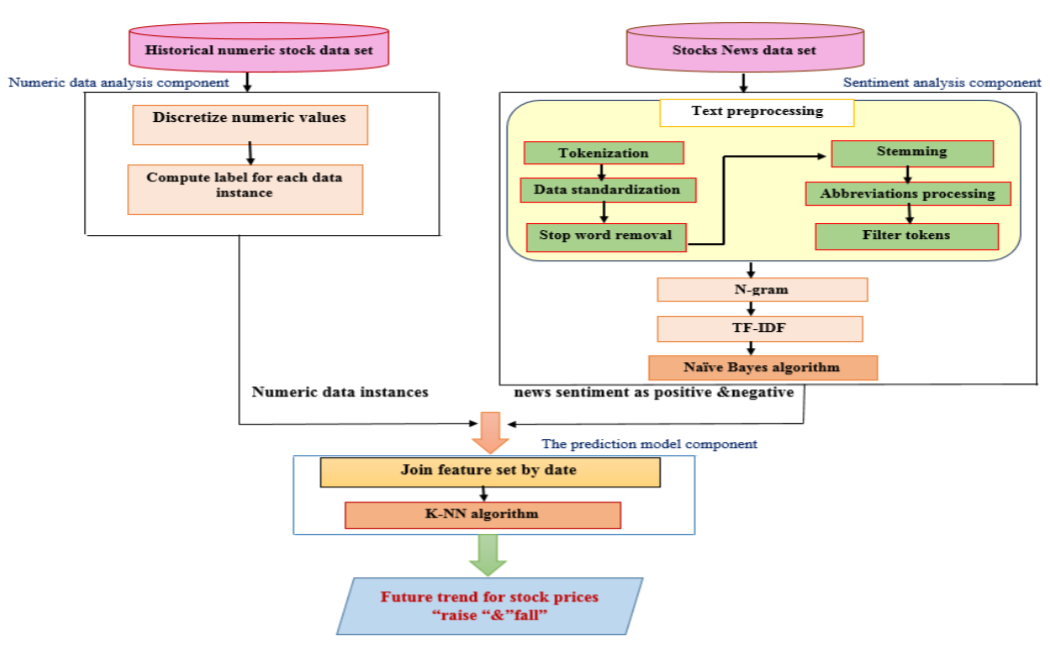 Historical numeric stock data set
Stocks News data set
Numeric data analysis component
Sentiment analysis component
Discretize numeric values
Compute label for each data
instance
Text preprocessing
Tokenization
Data standardization
Stop word removal
Stemming
Abbreviations processing
Filter tokens
N-gram
TF-IDF
Naïve Bayes algorithm
Numeric data instances
news sentiment as positive &negative
The prediction model component
Join feature set by date
K-NN algorithm
Future trend for stock prices
“raise “&”fall”